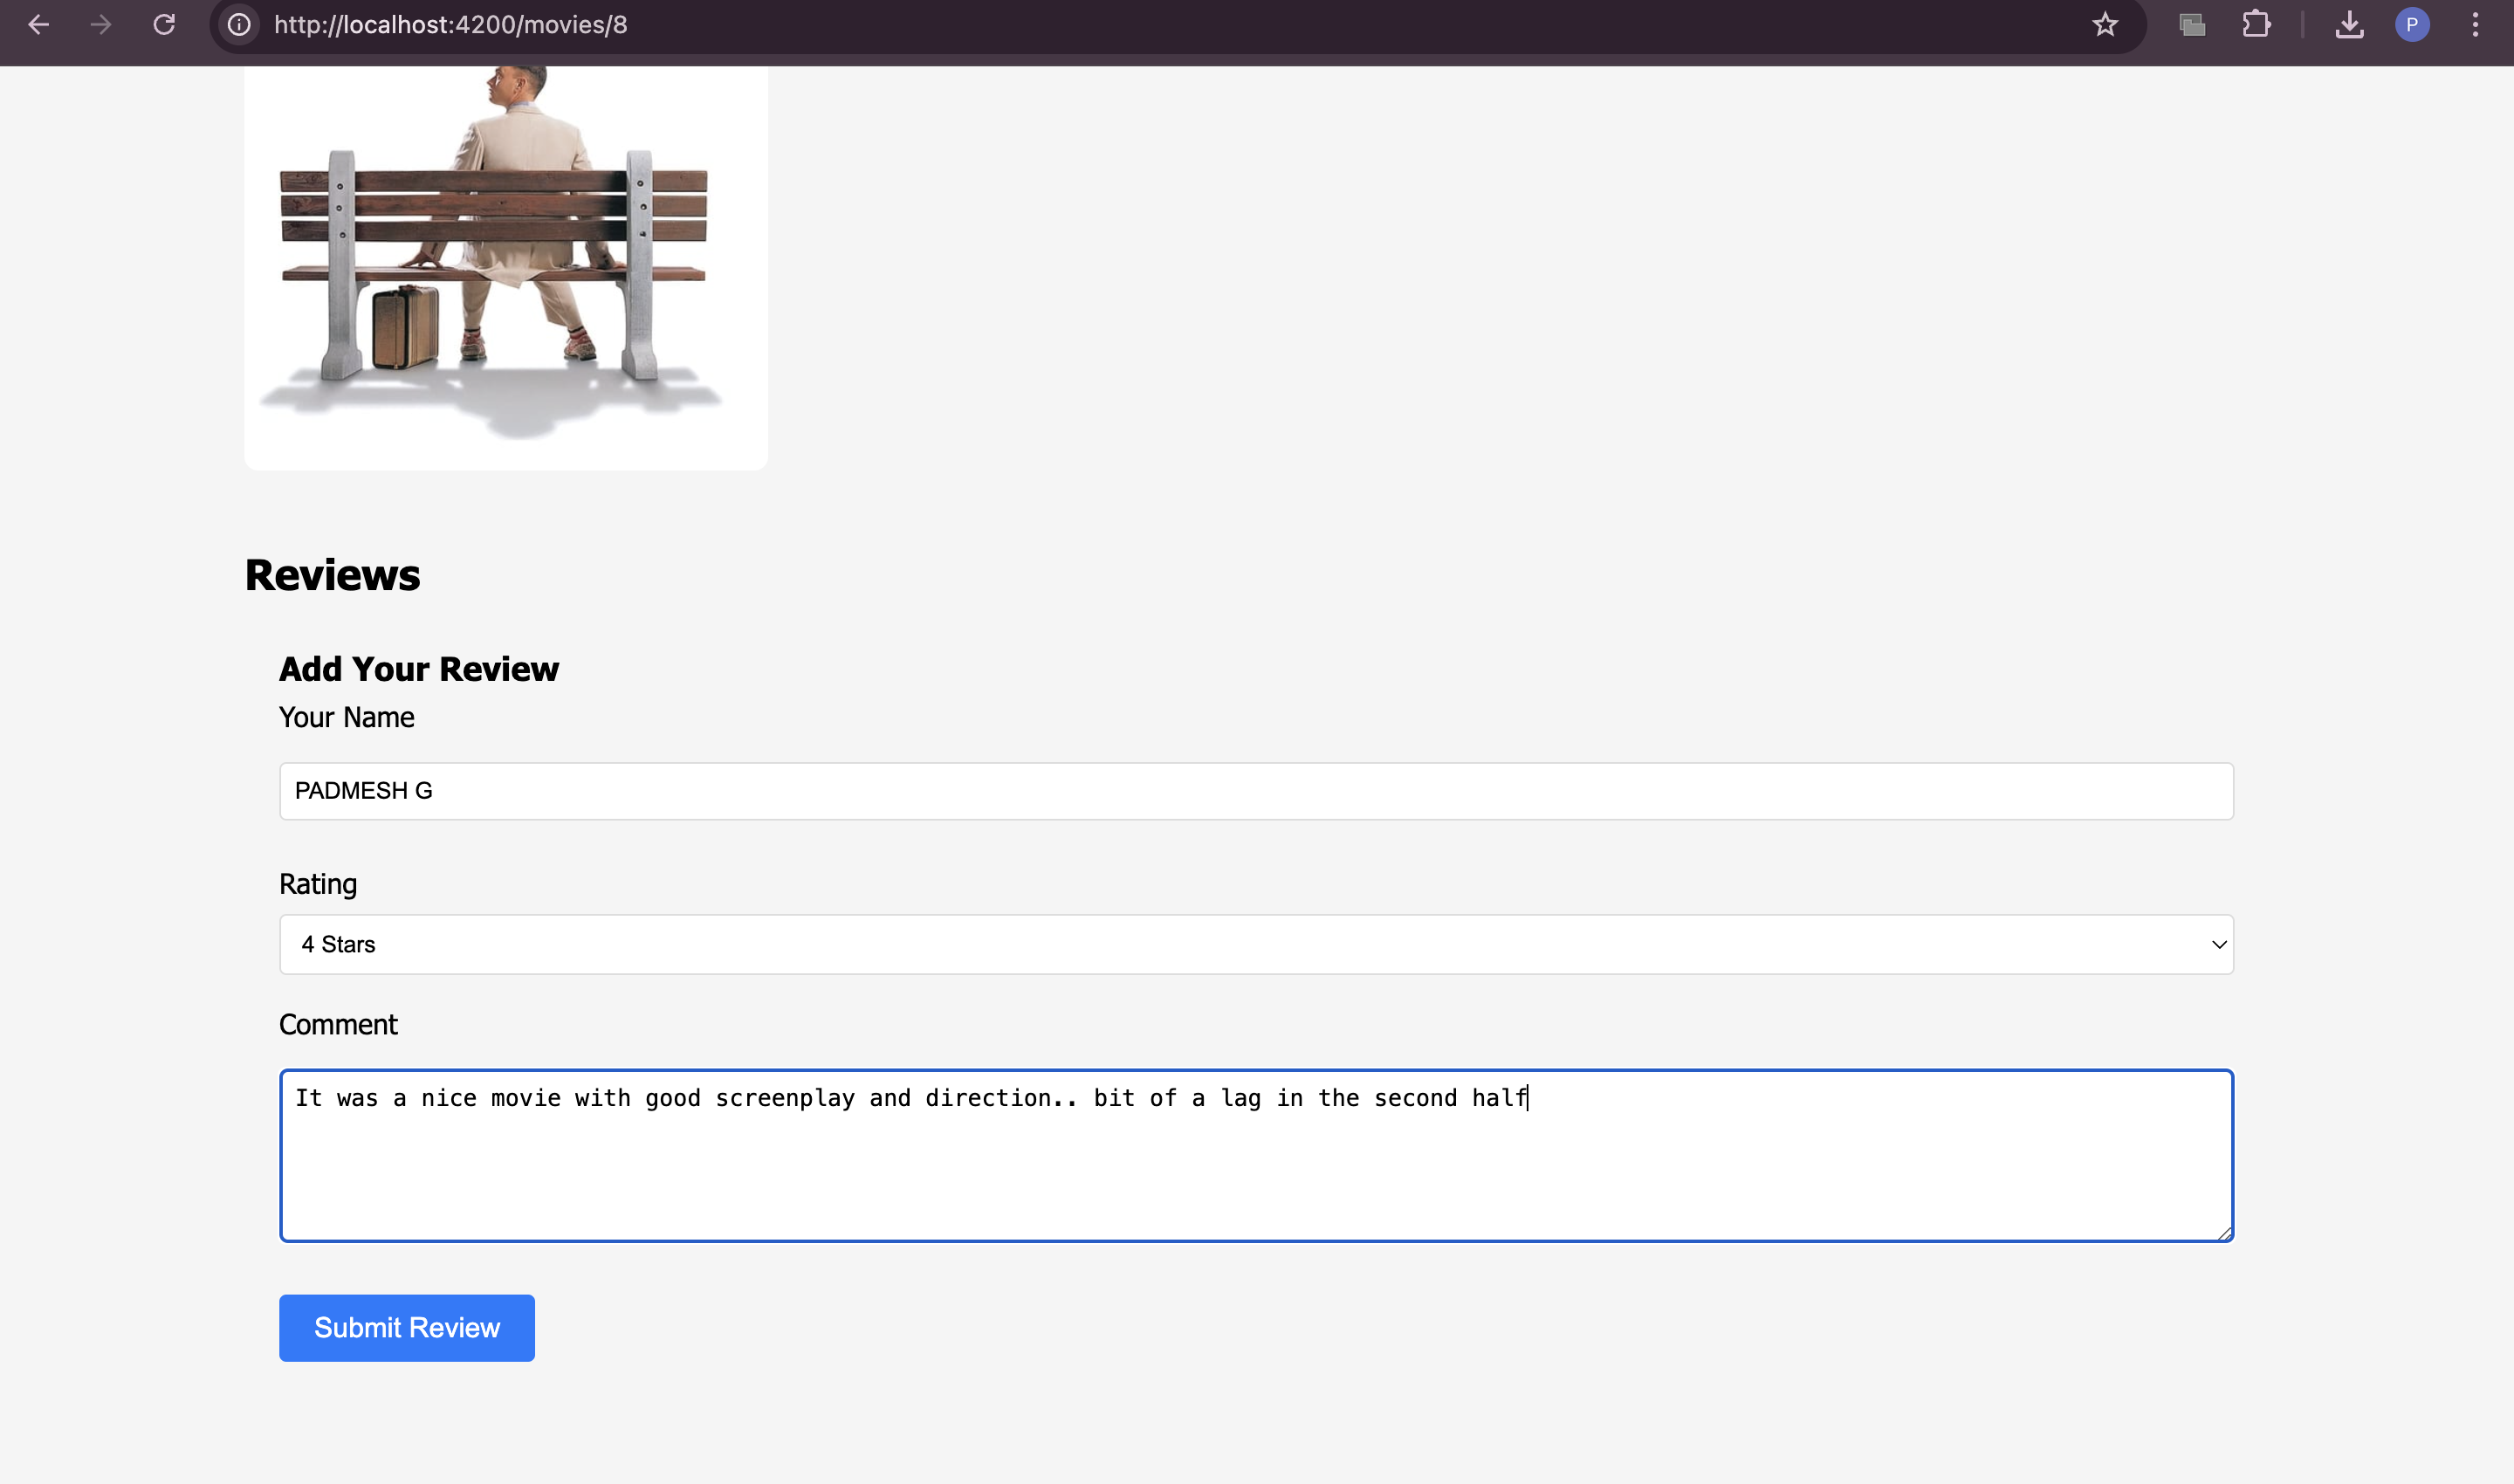 http://localhost:4200/movies/8
P
Reviews
Add Your Review
Your Name
PADMESH G
Rating
4 Stars
Comment
It was a nice movie with good screenplay and direction.. bit of a lag in the second half
Submit Review